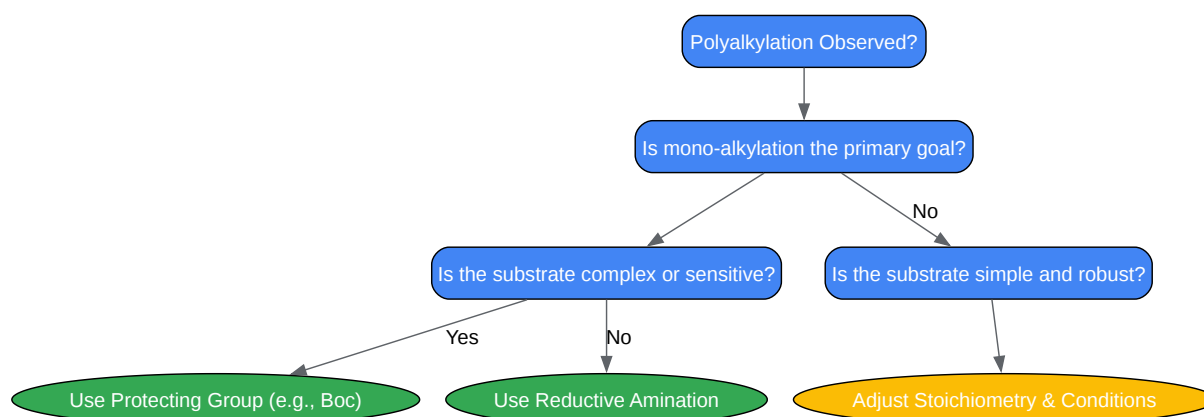 Polyalkylation Observed?
Is mono-alkylation the primary goal?
No
Is the substrate complex or sensitive?
Is the substrate simple and robust?
Yes
No
Use Protecting Group (e.g., Boc)
Use Reductive Amination
Adjust Stoichiometry & Conditions